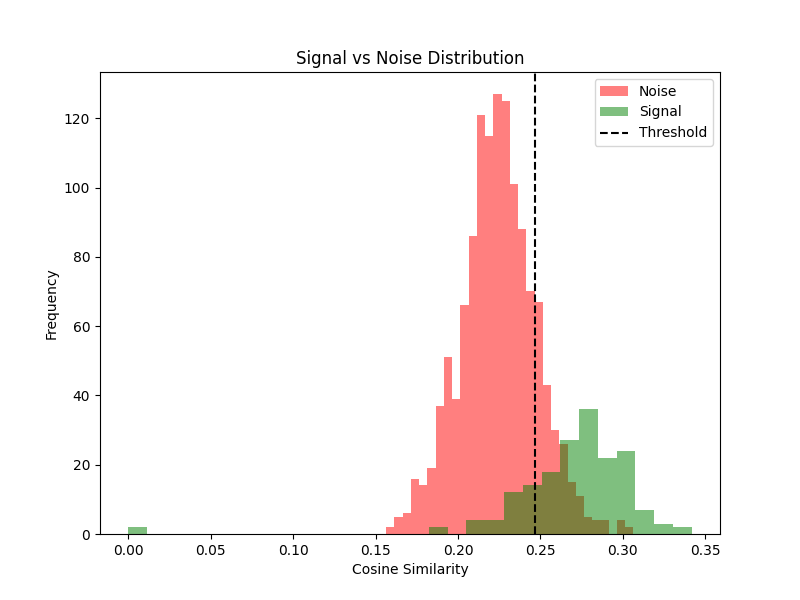 Signal vs Noise Distribution
Noise
Signal
Threshold
Frequency
120
100
80
60
40
20
0
0.00 0.05 0.10 0.15 0.20 0.25 0.30 0.35
Cosine Similarity